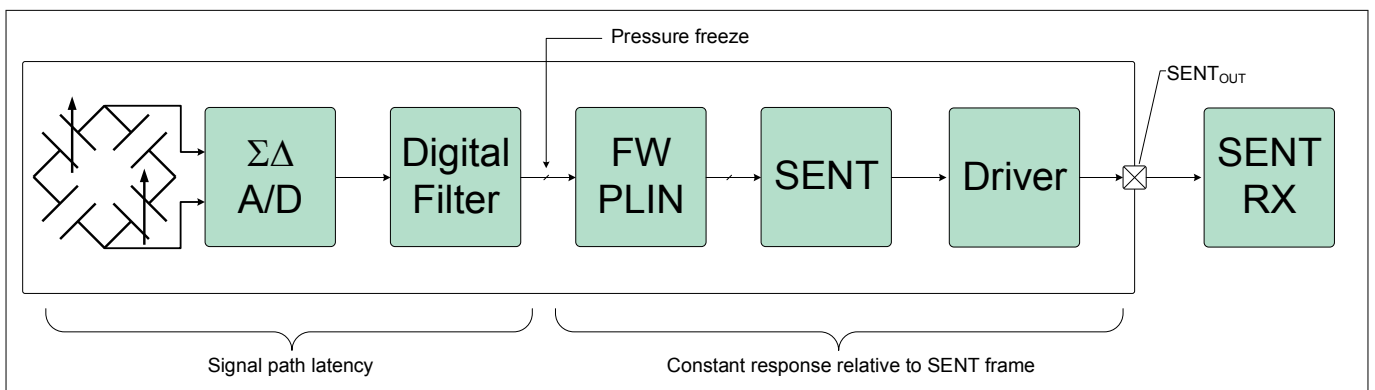 Pressure freeze
SENTOUT
ΣΔ
A/D
Digital
Filter
FW
PLIN
SENT
Driver
SENT
RX
Signal path latency
Constant response relative to SENT frame